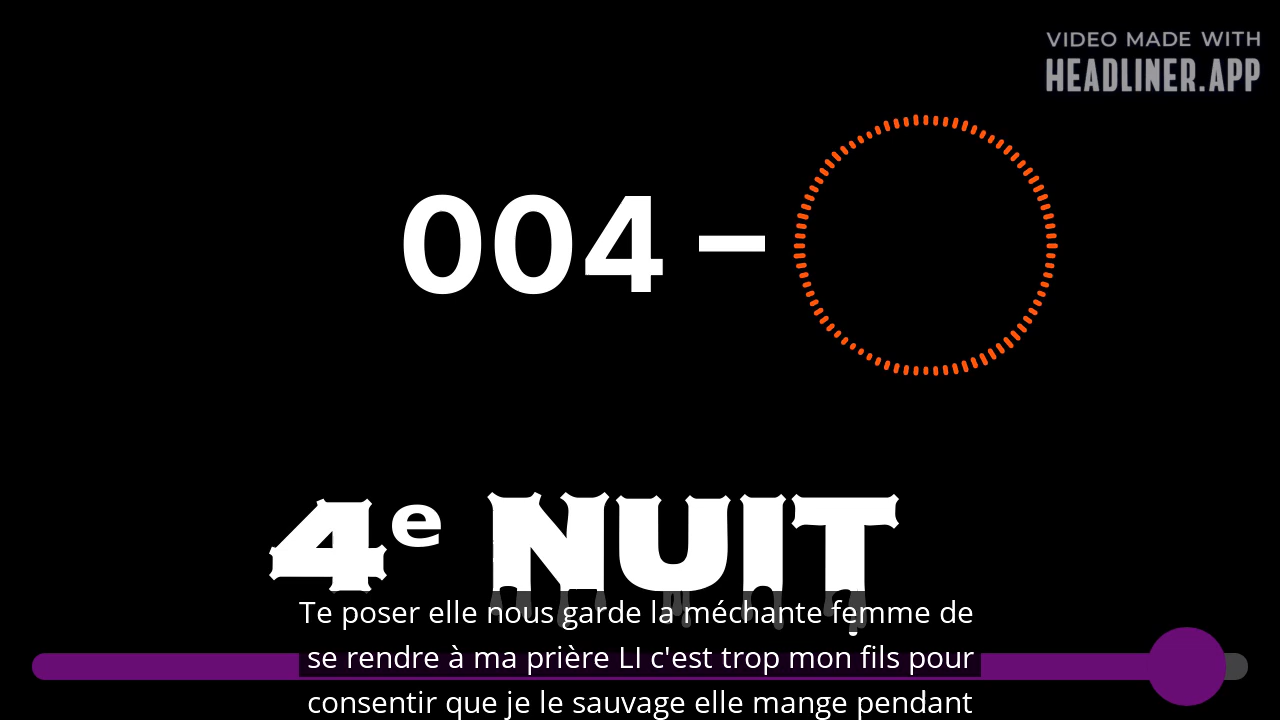 VIDEO MADE WITH
HEADLINER.APP
004 –
4e NUIT
Te poser elle nous garde la méchante femme de
se rendre à ma prière LI c'est trop mon fils pour
consentir que je le sauvage elle mange pendant